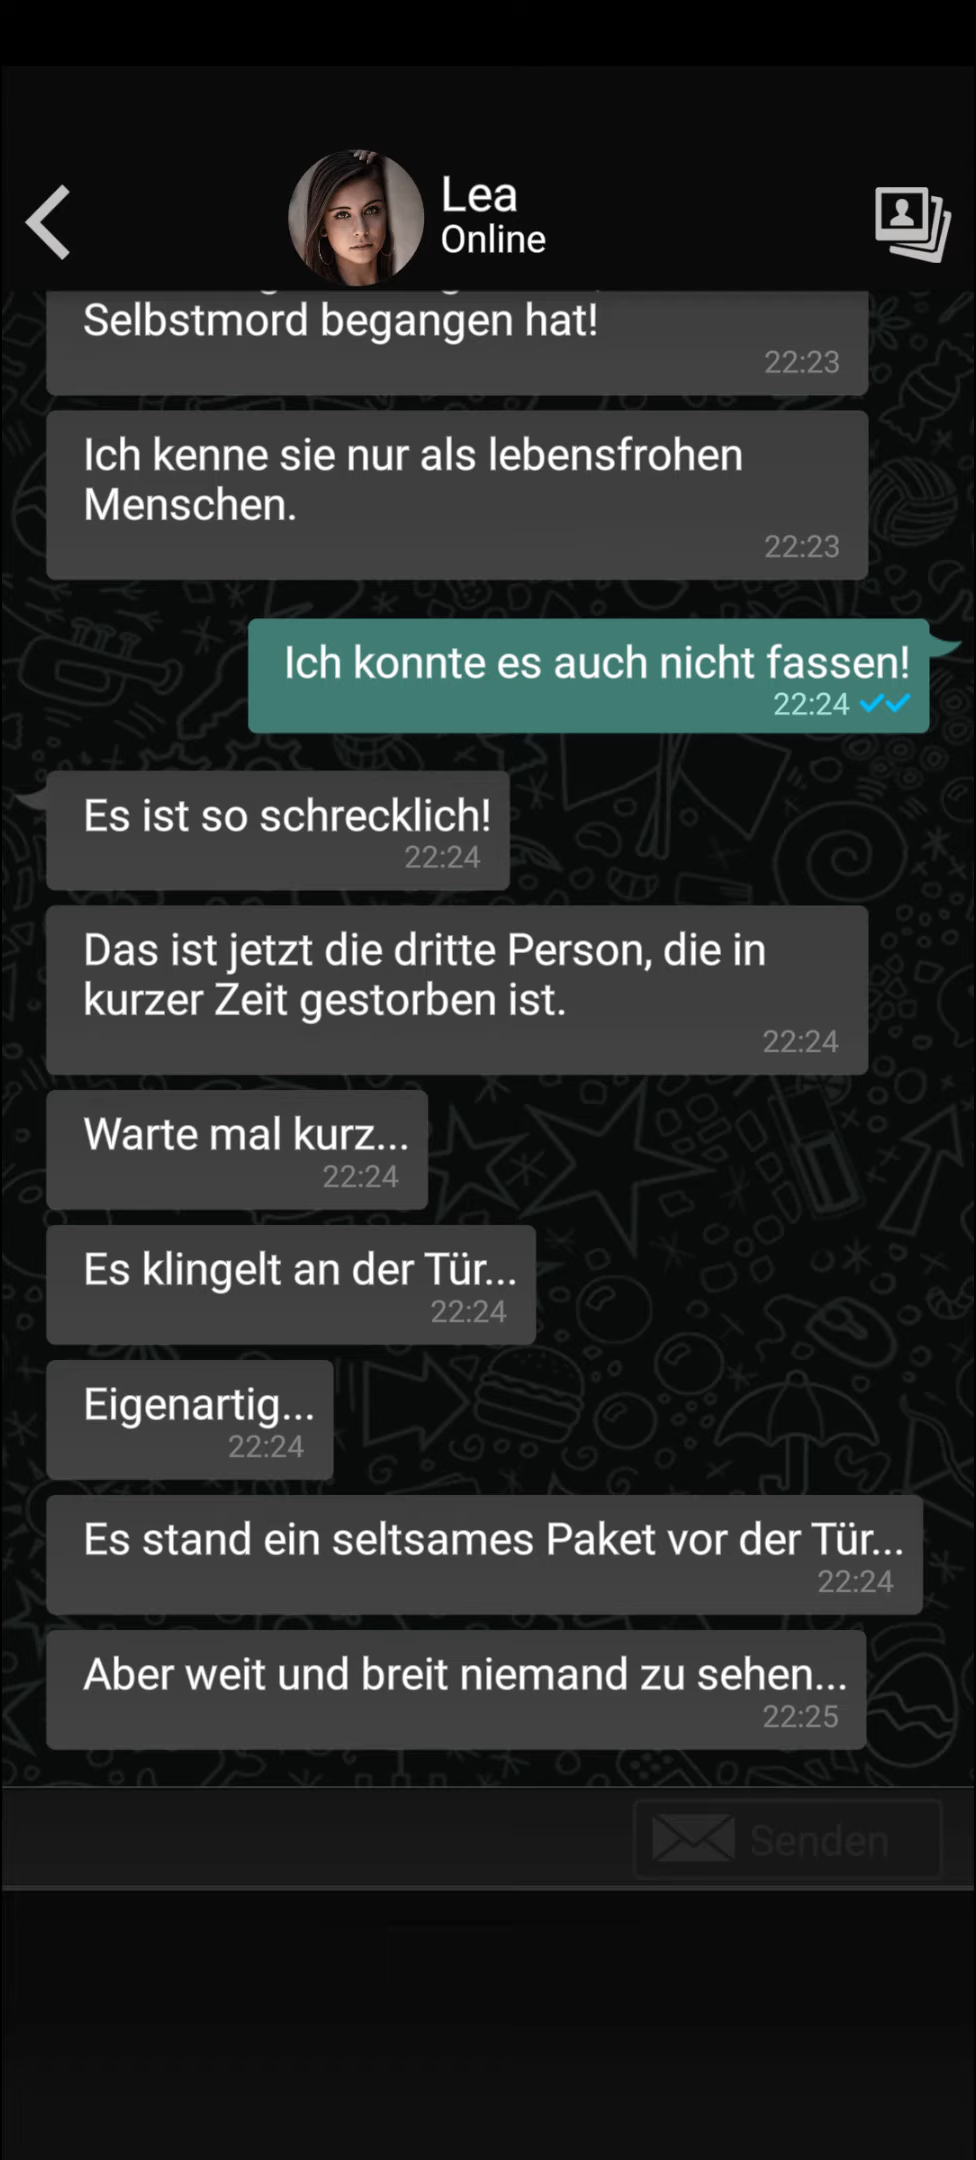 Lea
Online
Selbstmord begangen hat!
22:23
Ich kenne sie nur als lebensfrohen
Menschen.
22:23
Ich konnte es auch nicht fassen!
22:24
Es ist so schrecklich!
22:24
Das ist jetzt die dritte Person, die in
kurzer Zeit gestorben ist.
22:24
Warte mal kurz...
22:24
Es klingelt an der Tür...
22:24
Eigenartig...
22:24
Es stand ein seltsames Paket vor der Tür...
22:24
Aber weit und breit niemand zu sehen...
22:25
Senden